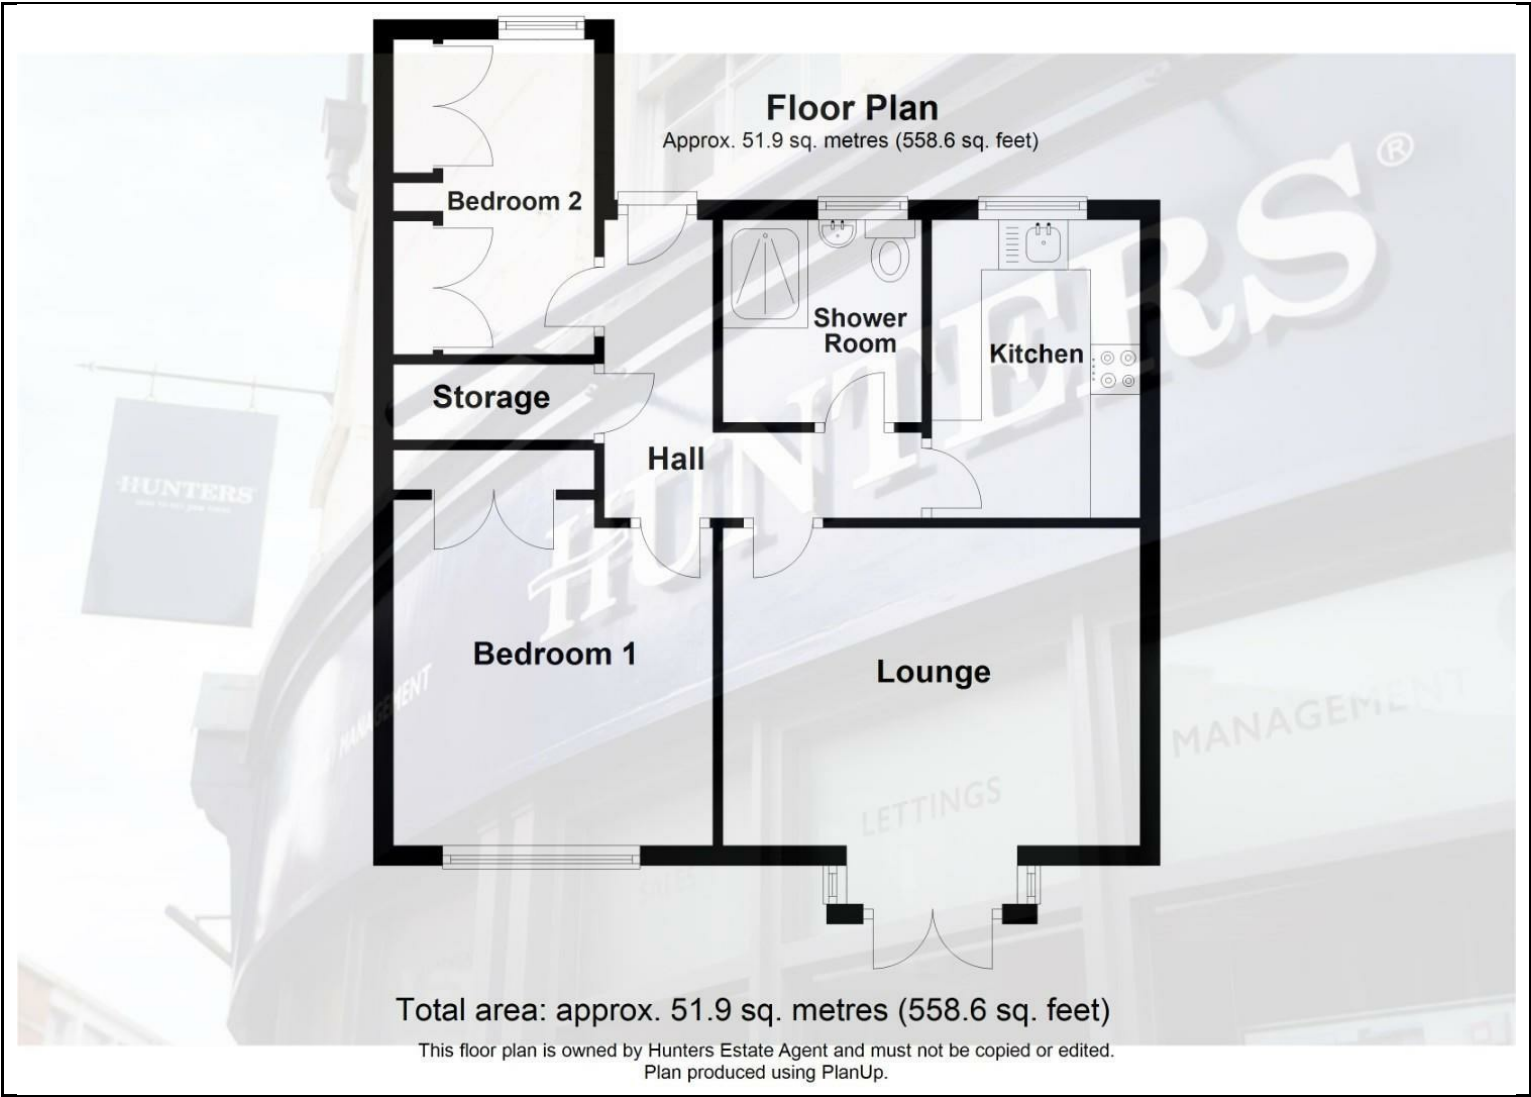 Floor Plan
Approx. 51.9 sq. metres (558.6 sq. feet)
Bedroom 2
Shower
Room
Kitchen
Storage
Hall
Bedroom 1
Lounge
HUNTERS®
HUNTERS
MANAGEMENT
MANAGEMENT
LETTINGS
SALES
Total area: approx. 51.9 sq. metres (558.6 sq. feet)
This floor plan is owned by Hunters Estate Agent and must not be copied or edited.
Plan produced using PlanUp.